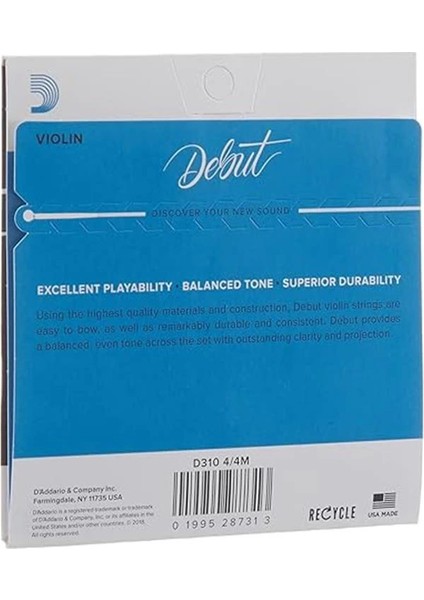 VIOLIN
Debut
DISCOVER YOUR NEW SOUND
EXCELLENT PLAYABILITY · BALANCED TONE · SUPERIOR DURABILITY
Using the highest quality materials and construction, Debut violin strings are
easy to bow, as well as remarkably durable and consistent. Debut provides
a balanced, even tone across the set with outstanding clarity and projection.
D310 4/4M
D'Addario & Company Inc.
Farmingdale, NY 11735 USA
D'Addario is a registered trademark or trademark
of D'Addario & Company, Inc. or its affiliates in the
United States and/or other countries. © 2018.
All rights reserved.
0 19954 28731 3
RECYCLE
USA MADE